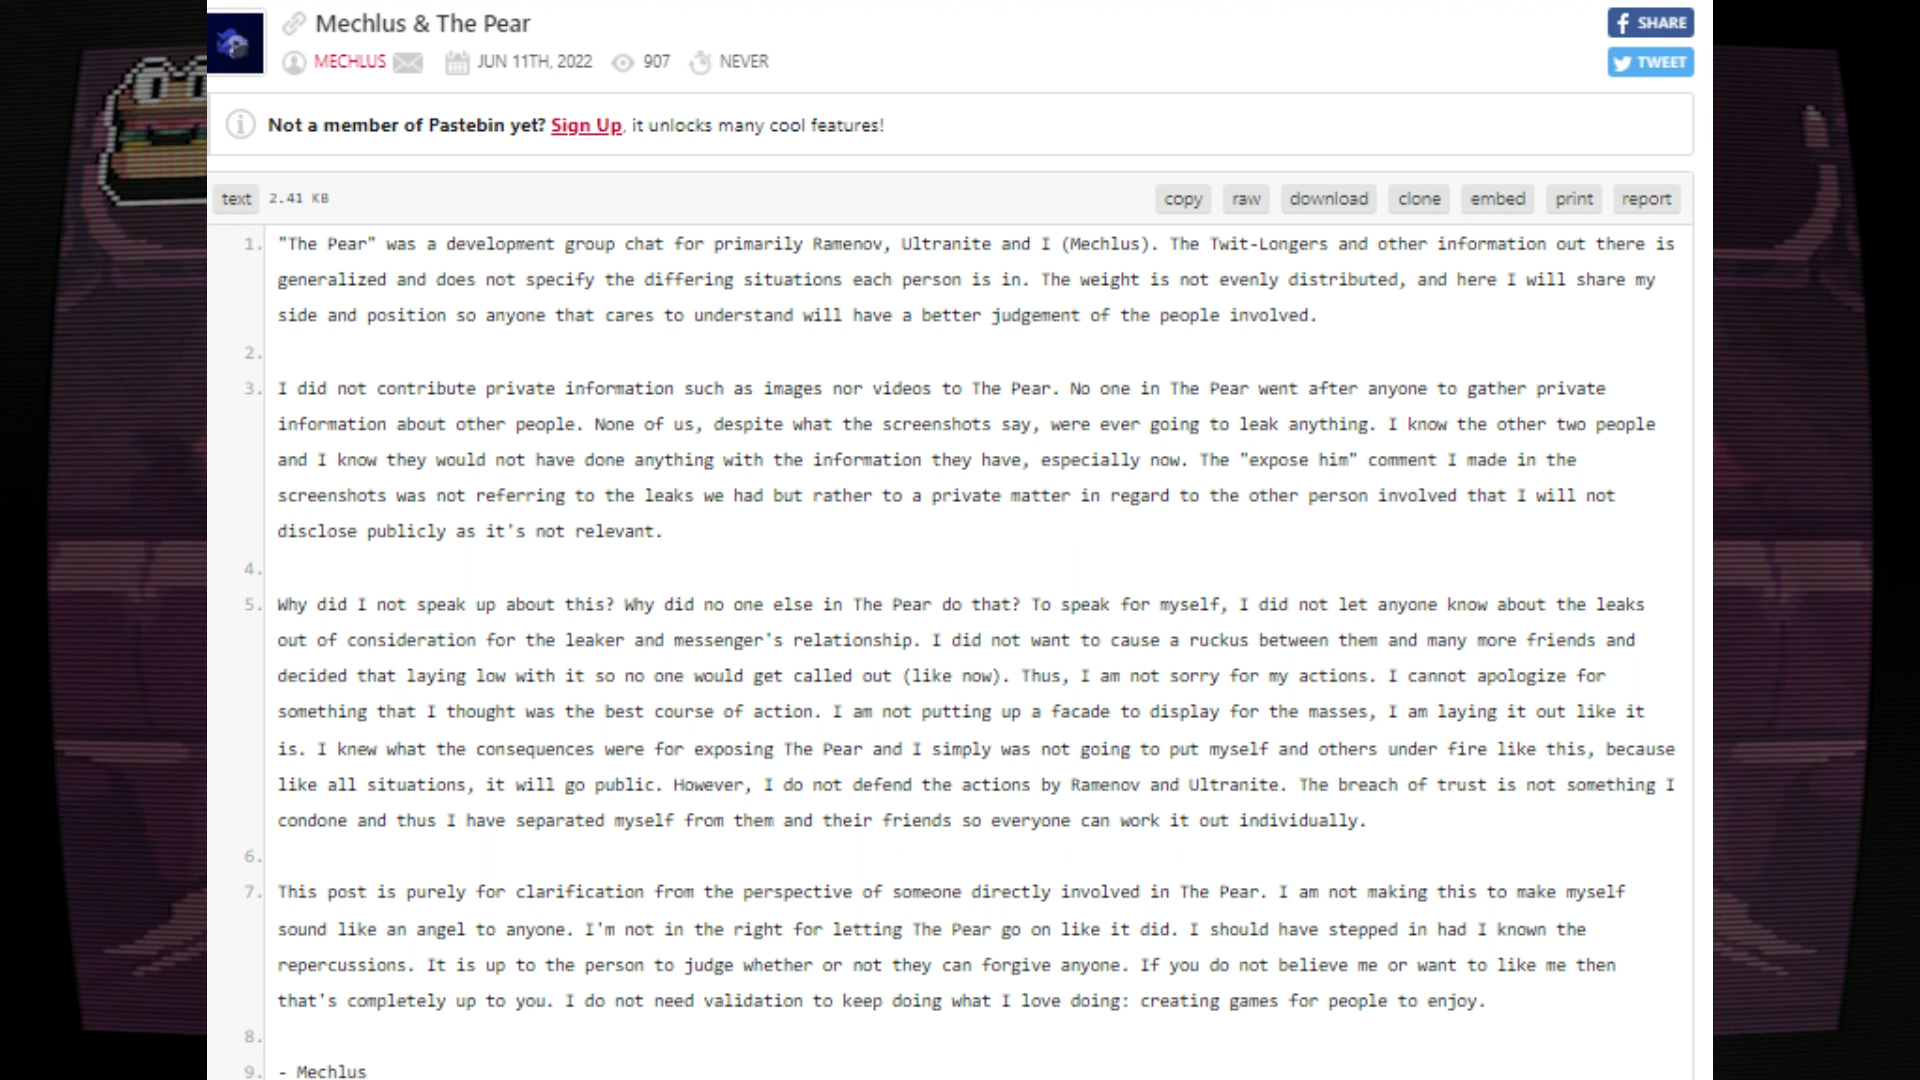 Mechlus & The Pear
SHARE
MECHLUS JUN 11TH, 2022 907 NEVER
TWEET
Not a member of Pastebin yet? Sign Up, it unlocks many cool features!
text 2.41 KB copy raw download clone embed print report
1. "The Pear" was a development group chat for primarily Ramenov, Ultranite and I (Mechlus). The Twit-Longers and other information out there is
generalized and does not specify the differing situations each person is in. The weight is not evenly distributed, and here I will share my
side and position so anyone that cares to understand will have a better judgement of the people involved.
2.
3. I did not contribute private information such as images nor videos to The Pear. No one in The Pear went after anyone to gather private
information about other people. None of us, despite what the screenshots say, were ever going to leak anything. I know the other two people
and I know they would not have done anything with the information they have, especially now. The "expose him" comment I made in the
screenshots was not referring to the leaks we had but rather to a private matter in regard to the other person involved that I will not
disclose publicly as it's not relevant.
4.
5. Why did I not speak up about this? Why did no one else in The Pear do that? To speak for myself, I did not let anyone know about the leaks
out of consideration for the leaker and messenger's relationship. I did not want to cause a ruckus between them and many more friends and
decided that laying low with it so no one would get called out (like now). Thus, I am not sorry for my actions. I cannot apologize for
something that I thought was the best course of action. I am not putting up a facade to display for the masses, I am laying it out like it
is. I knew what the consequences were for exposing The Pear and I simply was not going to put myself and others under fire like this, because
like all situations, it will go public. However, I do not defend the actions by Ramenov and Ultranite. The breach of trust is not something I
condone and thus I have separated myself from them and their friends so everyone can work it out individually.
6.
7. This post is purely for clarification from the perspective of someone directly involved in The Pear. I am not making this to make myself
sound like an angel to anyone. I'm not in the right for letting The Pear go on like it did. I should have stepped in had I known the
repercussions. It is up to the person to judge whether or not they can forgive anyone. If you do not believe me or want to like me then
that's completely up to you. I do not need validation to keep doing what I love doing: creating games for people to enjoy.
8.
9. - Mechlus